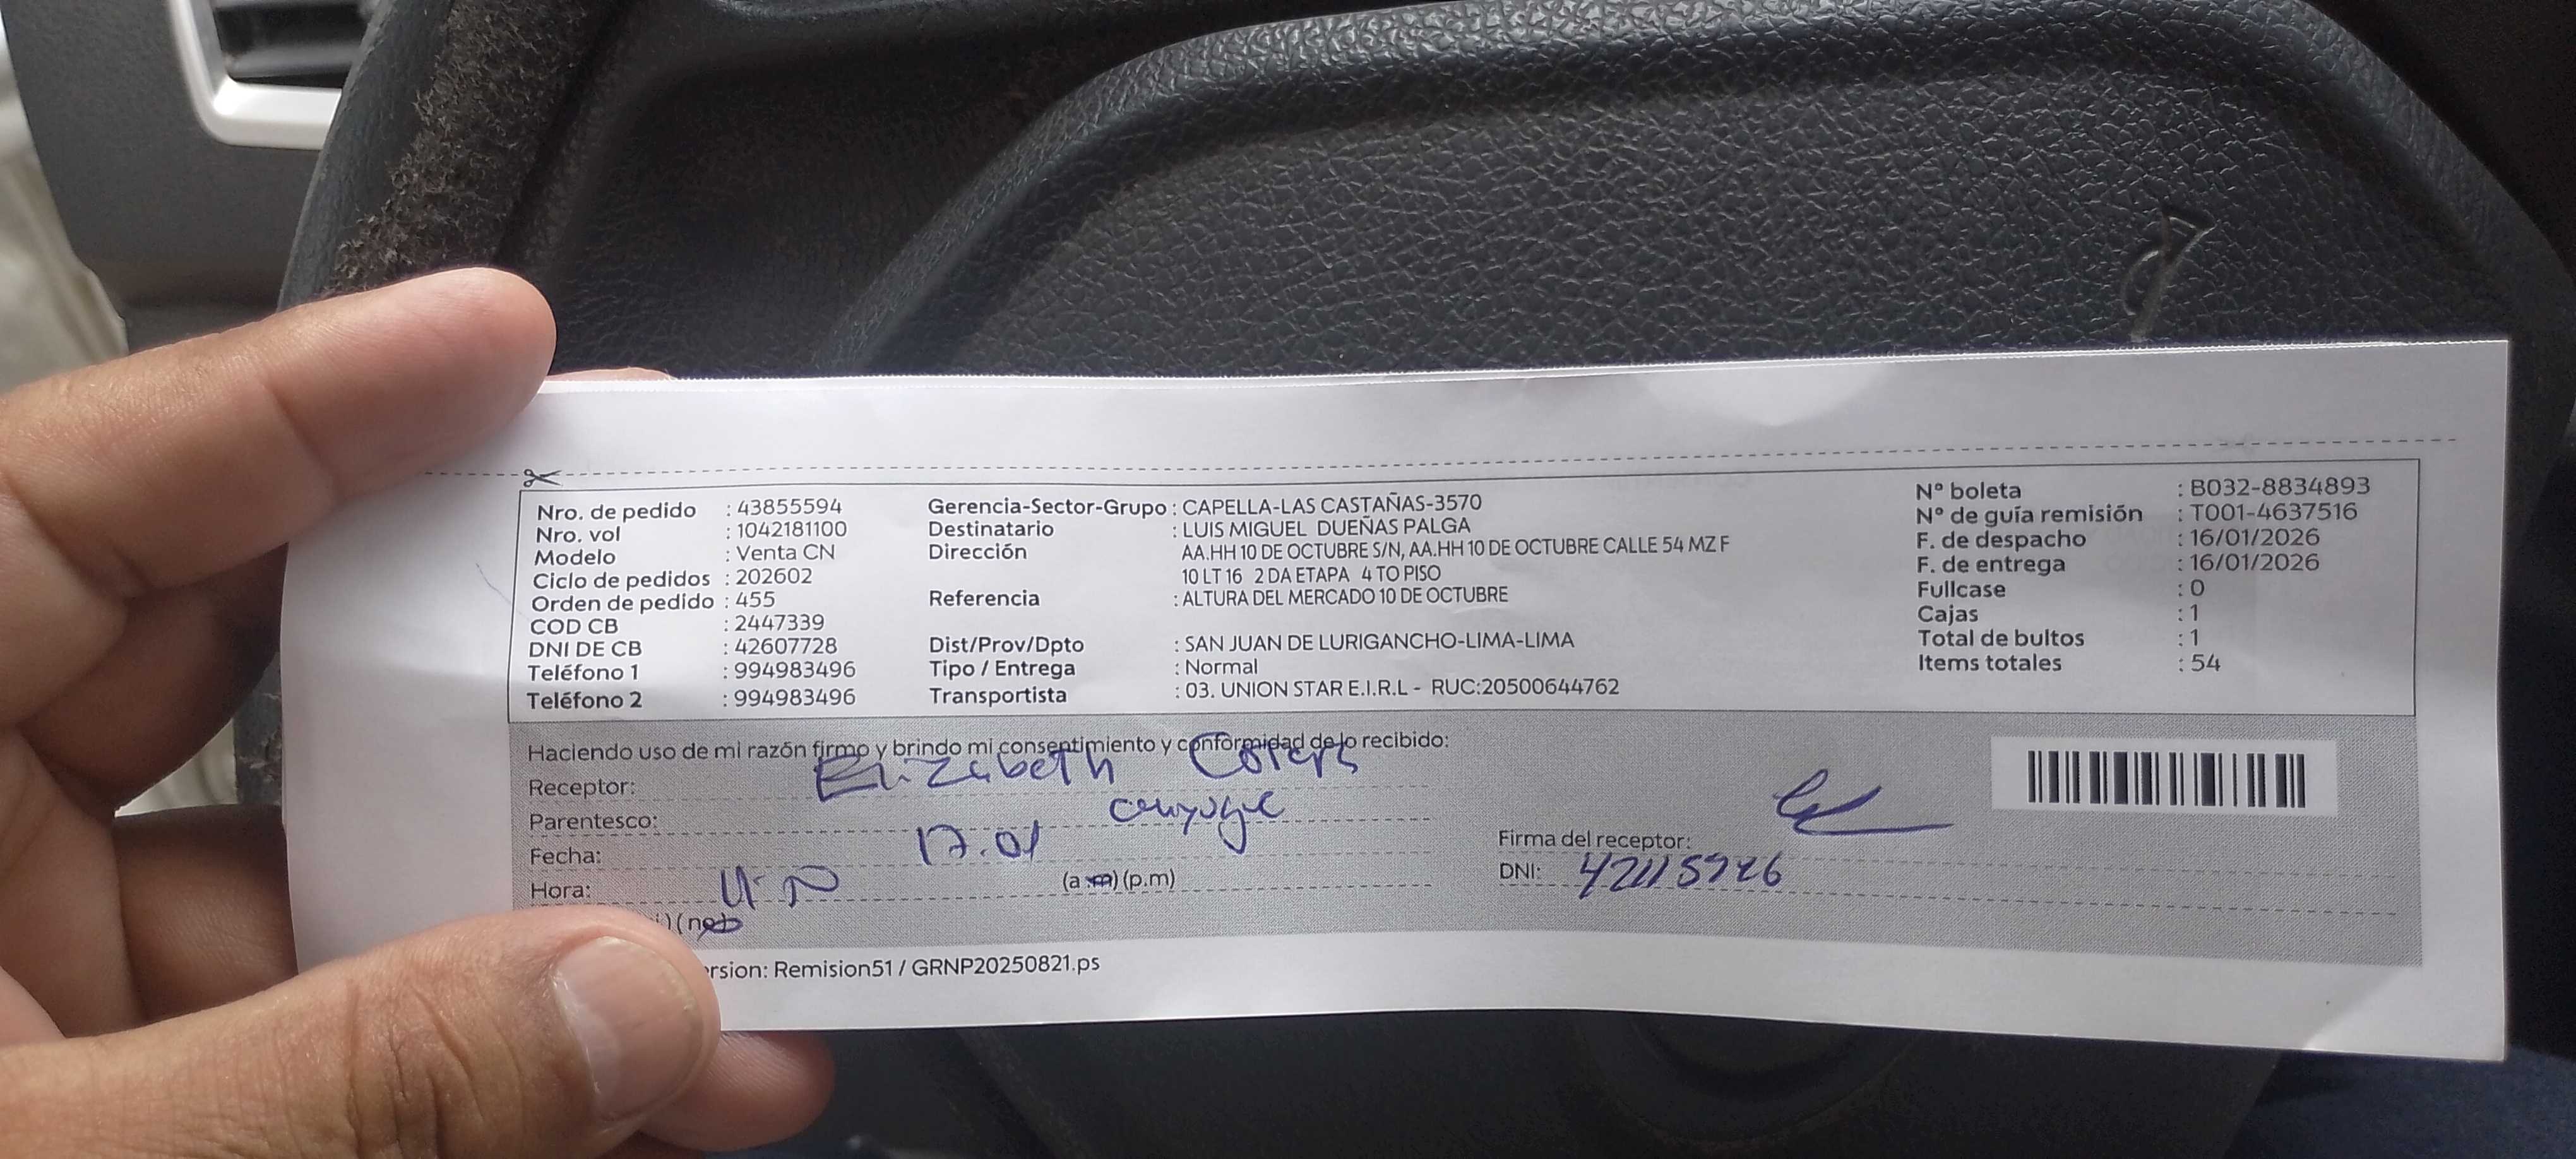 Nro. de pedido : 43855594
Nro. vol : 1042181100
Modelo : Venta CN
Ciclo de pedidos : 202602
Orden de pedido : 455
COD CB : 2447339
DNI DE CB : 42607728
Teléfono 1 : 994983496
Teléfono 2 : 994983496
Gerencia-Sector-Grupo : CAPELLA-LAS CASTAÑAS-3570
Destinatario : LUIS MIGUEL DUEÑAS PALGA
Dirección AA.HH 10 DE OCTUBRE S/N, AA.HH 10 DE OCTUBRE CALLE 54 MZ F
10 LT 16 2 DA ETAPA 4 TO PISO
Referencia : ALTURA DEL MERCADO 10 DE OCTUBRE
Dist/Prov/Dpto : SAN JUAN DE LURIGANCHO-LIMA-LIMA
Tipo / Entrega : Normal
Transportista : 03. UNION STAR E.I.R.L - RUC:20500644762
N° boleta : B032-8834893
N° de guía remisión : T001-4637516
F. de despacho : 16/01/2026
F. de entrega : 16/01/2026
Fullcase : 0
Cajas : 1
Total de bultos : 1
Items totales : 54
Haciendo uso de mi razón firmo y brindo mi consentimiento y conformidad de lo recibido:
Receptor: Elizabeth
Parentesco: conyuge
Fecha: 17.01
Hora: (a.m) (p.m)
Firma del receptor:
DNI:
rsion: Remision51 / GRNP20250821.ps